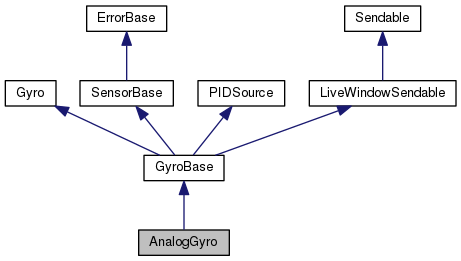 ErrorBase
Sendable
Gyro
SensorBase
PIDSource
LiveWindowSendable
GyroBase
AnalogGyro